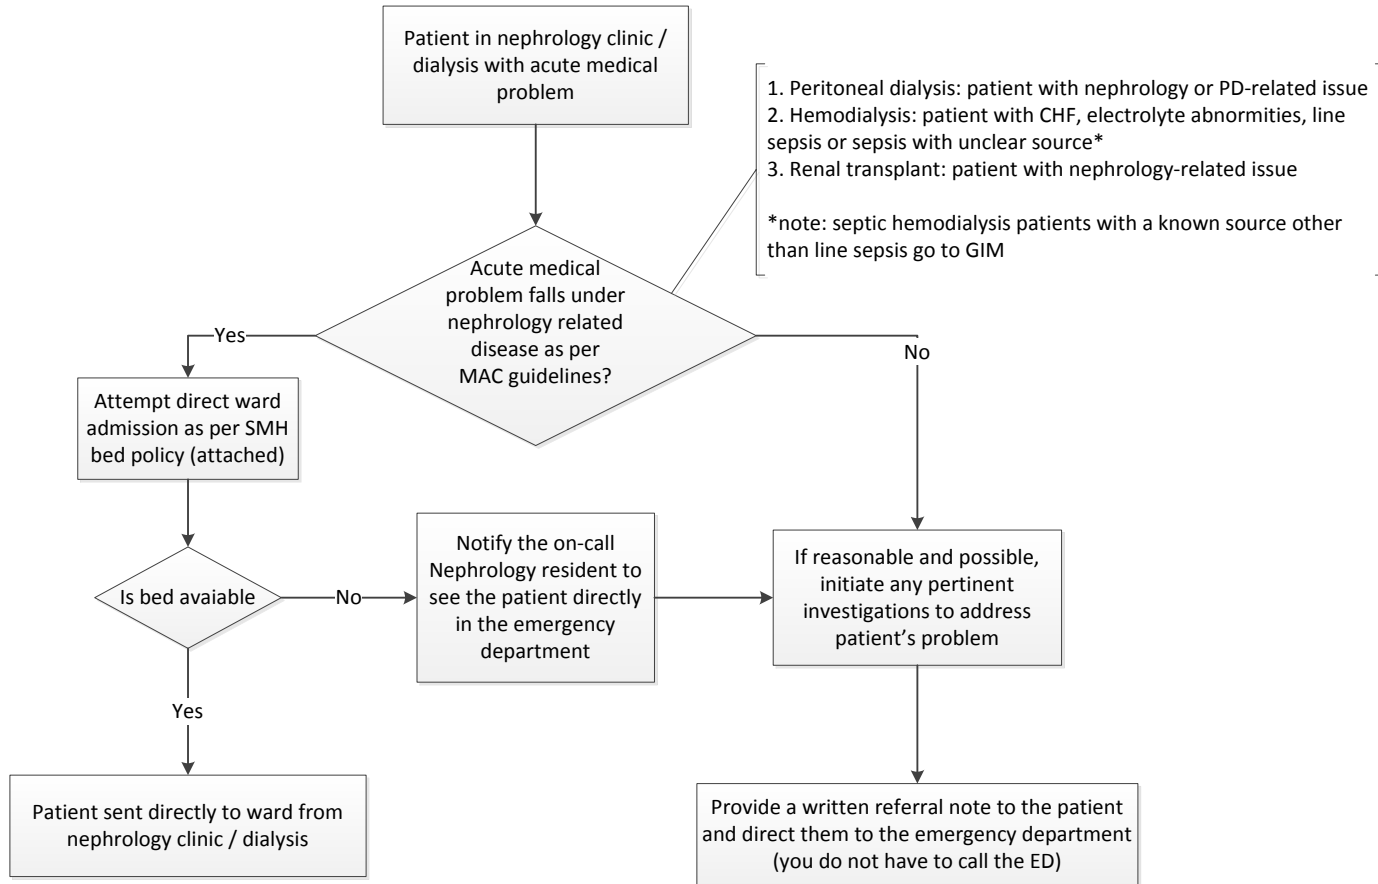 Patient in nephrology clinic /
dialysis with acute medical
problem
1. Peritoneal dialysis: patient with nephrology or PD-related issue
2. Hemodialysis: patient with CHF, electrolyte abnormities, line
sepsis or sepsis with unclear source*
3. Renal transplant: patient with nephrology-related issue
*note: septic hemodialysis patients with a known source other
than line sepsis go to GIM
Acute medical
problem falls under
nephrology related
disease as per
MAC guidelines?
Yes
No
Attempt direct ward
admission as per SMH
bed policy (attached)
Is bed avaiable
No
Notify the on-call
Nephrology resident to
see the patient directly
in the emergency
department
If reasonable and possible,
initiate any pertinent
investigations to address
patient’s problem
Yes
Patient sent directly to ward from
nephrology clinic / dialysis
Provide a written referral note to the patient
and direct them to the emergency department
(you do not have to call the ED)